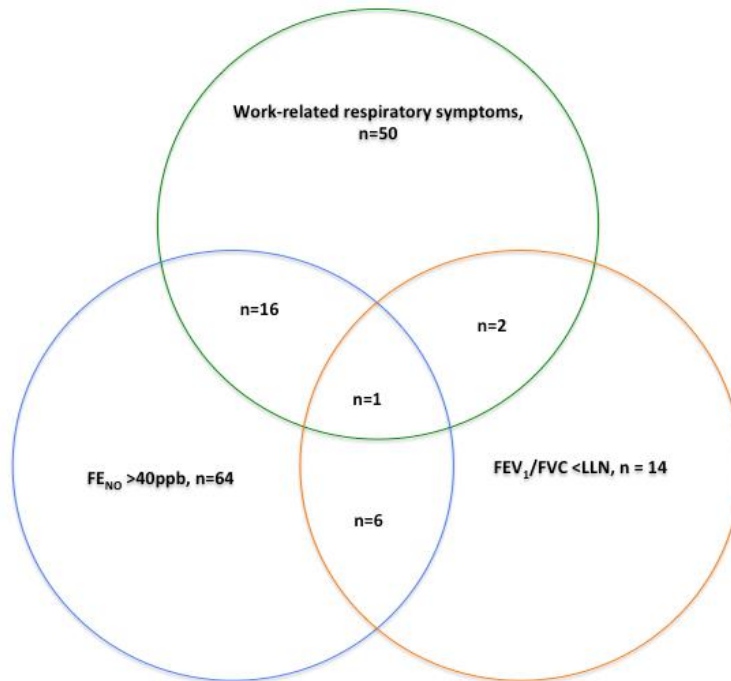 Work-related respiratory symptoms,
n=50
n=16
n=2
n=1
FENO >40ppb, n=64
FEV1/FVC <LLN, n = 14
n=6